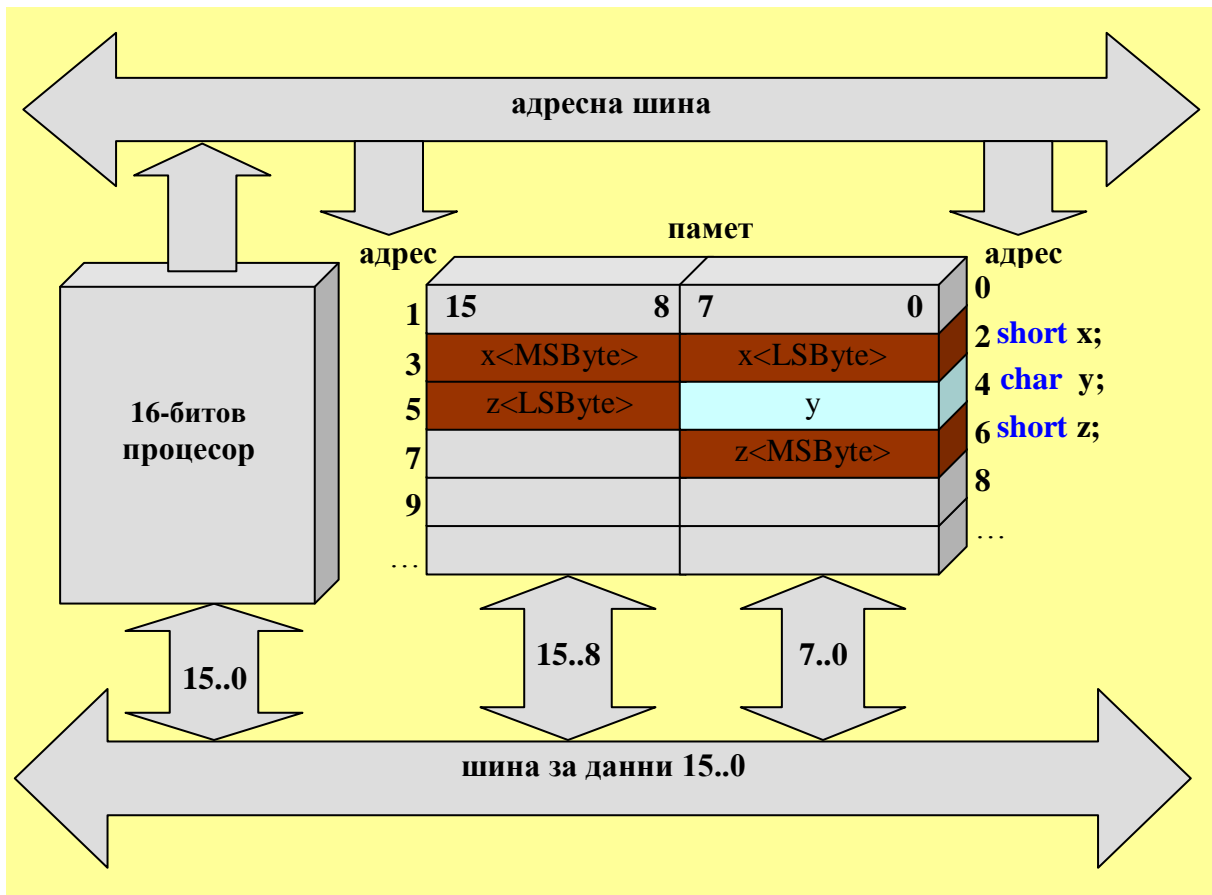 адресна шина
памет
адрес
адрес
0
1
15 8 7 0
2 short x;
3
x<MSByte> x<LSByte>
4 char y;
5
z<LSByte> y
6 short z;
7
z<MSByte>
8
9
…
…
16-битов
процесор
15..0
15..8
7..0
шина за данни 15..0